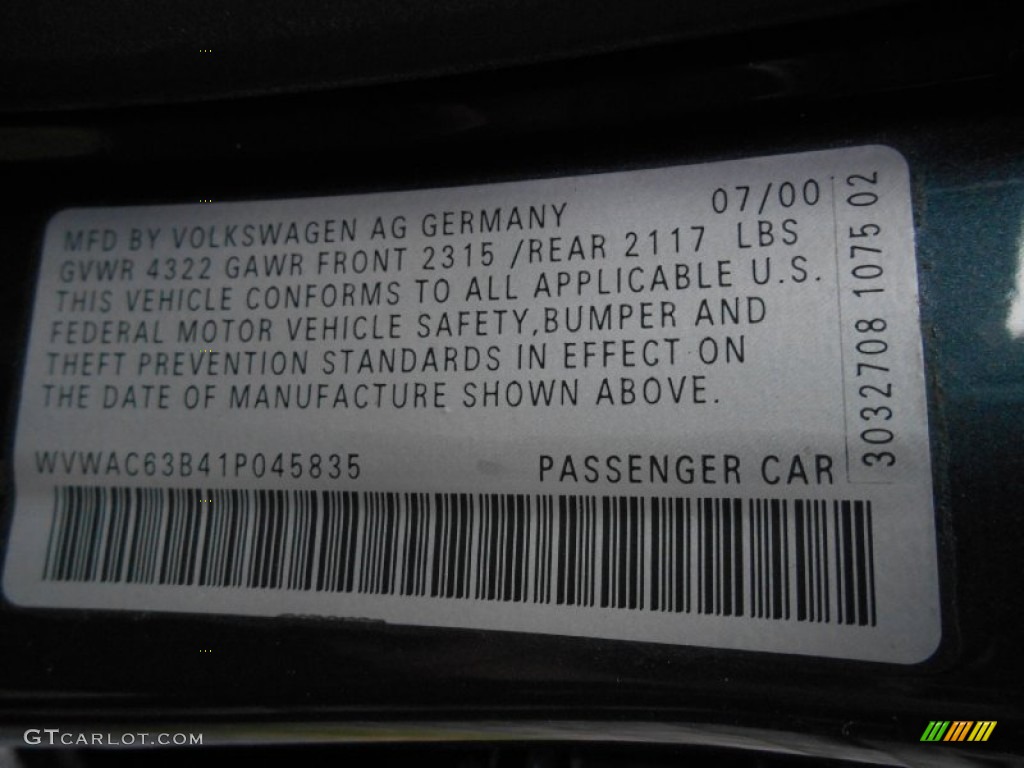 07/00
MFD BY VOLKSWAGEN AG GERMANY
GVWR 4322 GAWR FRONT 2315 /REAR 2117 LBS
THIS VEHICLE CONFORMS TO ALL APPLICABLE U.S.
FEDERAL MOTOR VEHICLE SAFETY,BUMPER AND
THEFT PREVENTION STANDARDS IN EFFECT ON
THE DATE OF MANUFACTURE SHOWN ABOVE.
WVWAC63B41P045835 PASSENGER CAR
3032708 1075 02
GTCARLOT.COM